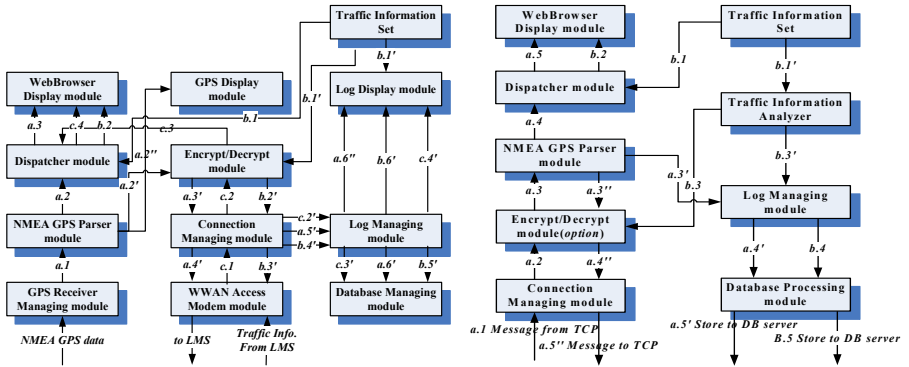 Traffic Information
Set
b.1'
WebBrowser
Display module
GPS Display
module
b.1
b.1'
Log Display module
a.3
c.4
b.2
c.3
Dispatcher module
a.2''
Encrypt/Decrypt
module
a.6''
b.6'
c.4'
a.2
a.2'
a.3'
c.2
b.2'
NMEA GPS Parser
module
Connection
Managing module
c.2'
a.5'
b.4'
Log Managing
module
a.1
a.4'
c.1
b.3'
c.3'
a.6'
b.5'
GPS Receiver
Managing module
WWAN Access
Modem module
Database Managing
module
NMEA GPS data
to LMS
Traffic Info.
From LMS
WebBrowser
Display module
Traffic Information
Set
a.5
b.2
b.1
b.1'
Dispatcher module
Traffic Information
Analyzer
a.4
NMEA GPS Parser
module
a.3'
b.3
b.3'
a.3
a.3''
Encrypt/Decrypt
module(option)
Log Managing
module
a.2
a.4''
a.4'
b.4
Connection
Managing module
Database Processing
module
a.1 Message from TCP
a.5'' Message to TCP
a.5' Store to DB server
B.5 Store to DB server